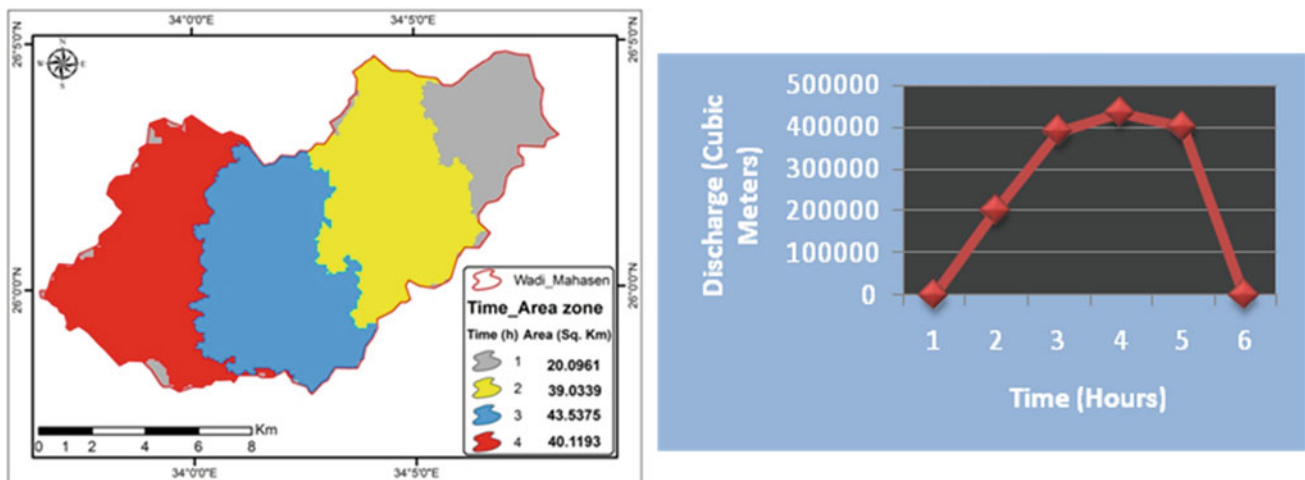 34°0'0"E 34°5'0"E
26°5'0"N 26°5'0"N
N
E
S
26°0'0"N 26°0'0"N
Wadi_Mahasen
Time_Area zone
Time (h) Area (Sq. Km)
1 20.0961
2 39.0339
3 43.5375
4 40.1193
Km
0 1 2 4 6 8
34°0'0"E 34°5'0"E
Discharge (Cubic
Meters)
500000
400000
300000
200000
100000
0
1 2 3 4 5 6
Time (Hours)